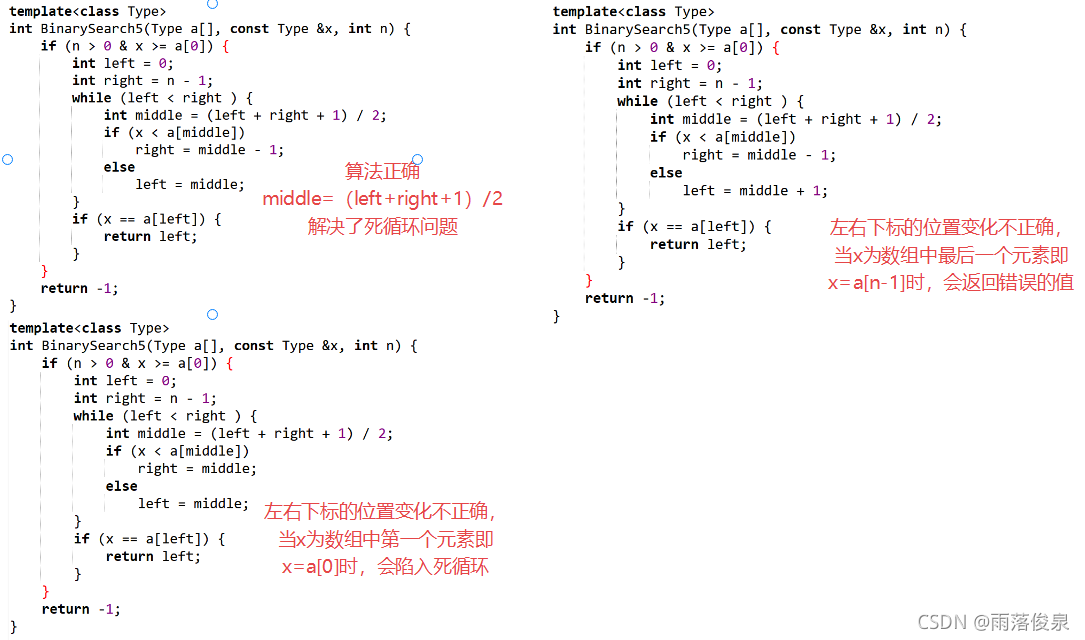 template<class Type>
int BinarySearch5(Type a[], const Type &x, int n) {
    if (n > 0 & x >= a[0]) {
        int left = 0;
        int right = n - 1;
        while (left < right ) {
            int middle = (left + right + 1) / 2;
            if (x < a[middle])
                right = middle - 1;
            else
                left = middle;
        }
        if (x == a[left]) {
            return left;
        }
    }
    return -1;
}
算法正确
middle=（left+right+1）/2
解决了死循环问题
template<class Type>
int BinarySearch5(Type a[], const Type &x, int n) {
    if (n > 0 & x >= a[0]) {
        int left = 0;
        int right = n - 1;
        while (left < right ) {
            int middle = (left + right + 1) / 2;
            if (x < a[middle])
                right = middle - 1;
            else
                left = middle + 1;
        }
        if (x == a[left]) {
            return left;
        }
    }
    return -1;
}
左右下标的位置变化不正确，
当x为数组中最后一个元素即
x=a[n-1]时，会返回错误的值
template<class Type>
int BinarySearch5(Type a[], const Type &x, int n) {
    if (n > 0 & x >= a[0]) {
        int left = 0;
        int right = n - 1;
        while (left < right ) {
            int middle = (left + right + 1) / 2;
            if (x < a[middle])
                right = middle;
            else
                left = middle;
        }
        if (x == a[left]) {
            return left;
        }
    }
    return -1;
}
左右下标的位置变化不正确，
当x为数组中第一个元素即
x=a[0]时，会陷入死循环
CSDN @雨落俊泉